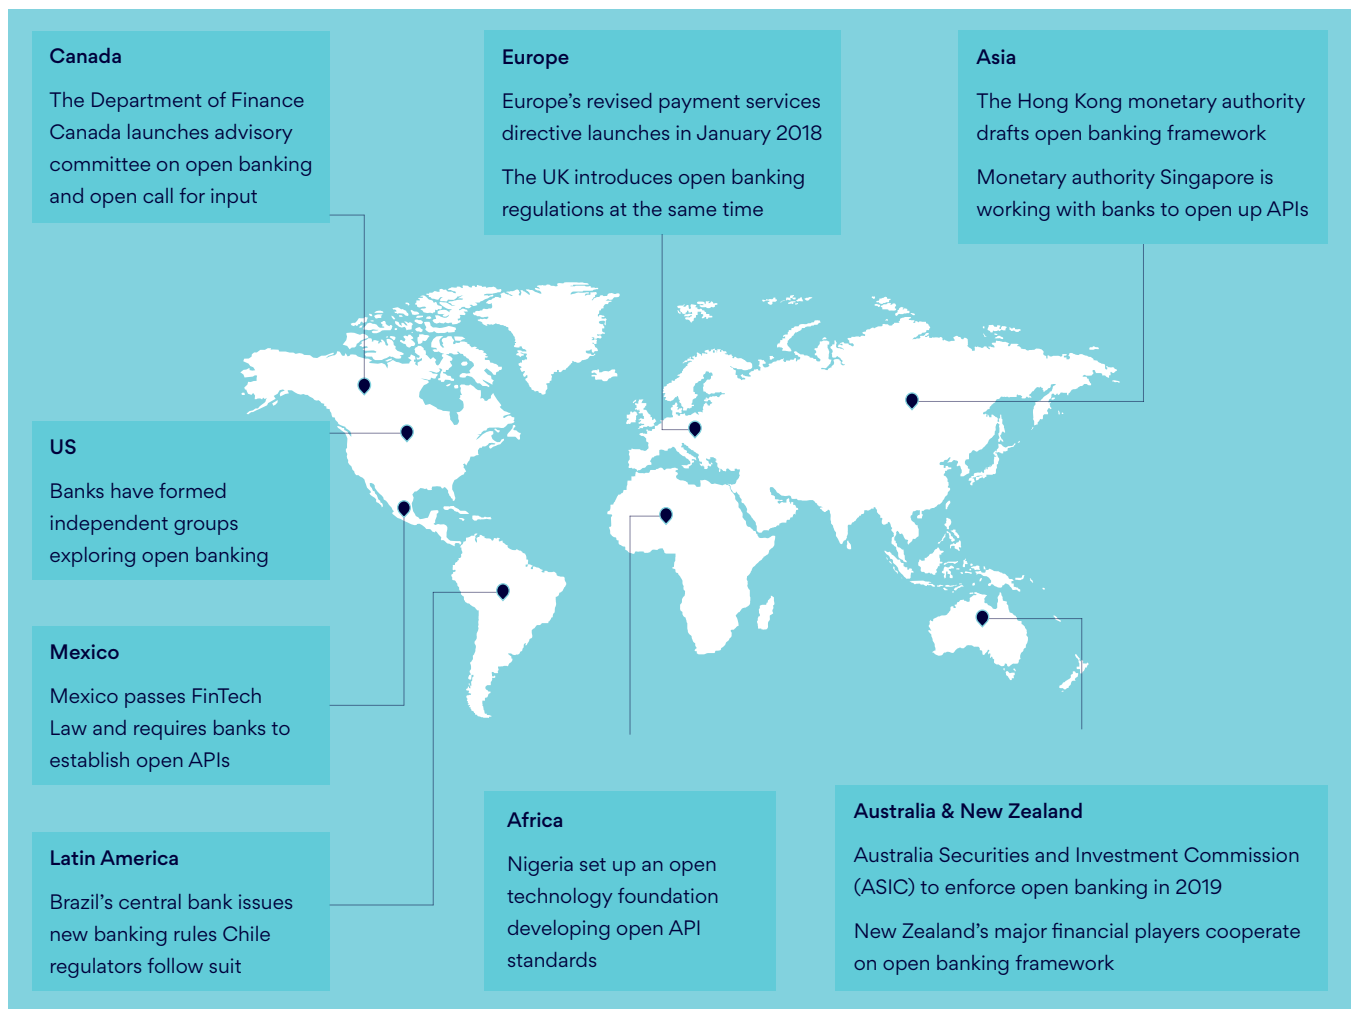 Canada
The Department of Finance
Canada launches advisory
committee on open banking
and open call for input
Europe
Europe’s revised payment services
directive launches in January 2018
The UK introduces open banking
regulations at the same time
Asia
The Hong Kong monetary authority
drafts open banking framework
Monetary authority Singapore is
working with banks to open up APIs
US
Banks have formed
independent groups
exploring open banking
Mexico
Mexico passes FinTech
Law and requires banks to
establish open APIs
Latin America
Brazil’s central bank issues
new banking rules Chile
regulators follow suit
Africa
Nigeria set up an open
technology foundation
developing open API
standards
Australia & New Zealand
Australia Securities and Investment Commission
(ASIC) to enforce open banking in 2019
New Zealand’s major financial players cooperate
on open banking framework